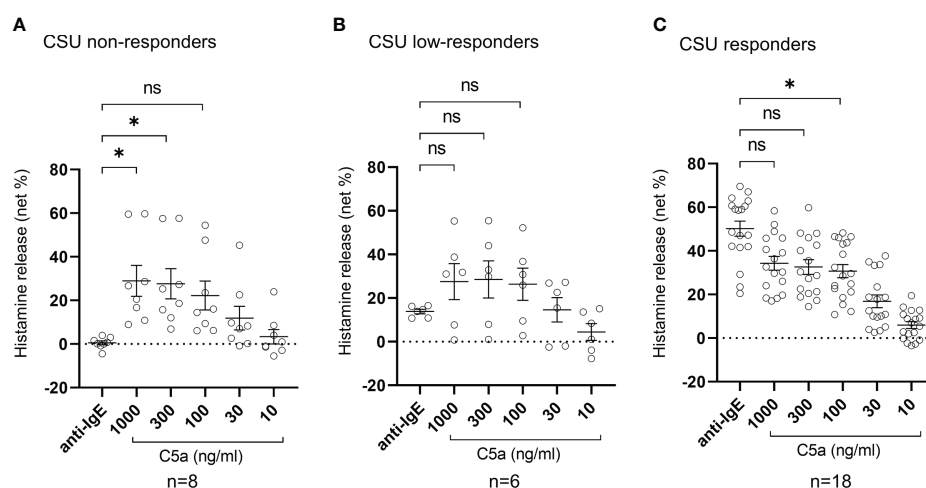 A
CSU non-responders
ns
*
*
Histamine release (net %)
80
60
40
20
0
-20
anti-IgE
1000
300
100
30
10
C5a (ng/ml)
n=8
B
CSU low-responders
ns
ns
ns
Histamine release (net %)
80
60
40
20
0
-20
anti-IgE
1000
300
100
30
10
C5a (ng/ml)
n=6
C
CSU responders
*
ns
ns
Histamine release (net %)
80
60
40
20
0
-20
anti-IgE
1000
300
100
30
10
C5a (ng/ml)
n=18